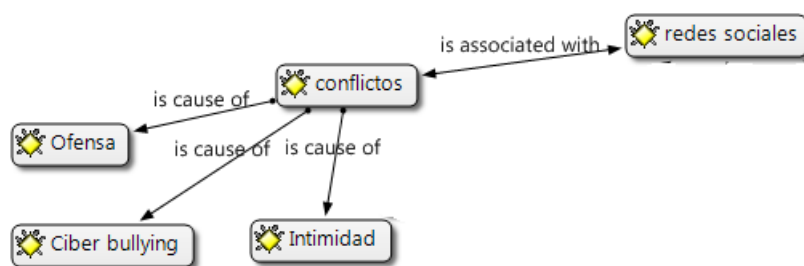 redes sociales
is associated with
conflictos
is cause of
Ofensa
is cause of
is cause of
Ciber bullying
Intimidad